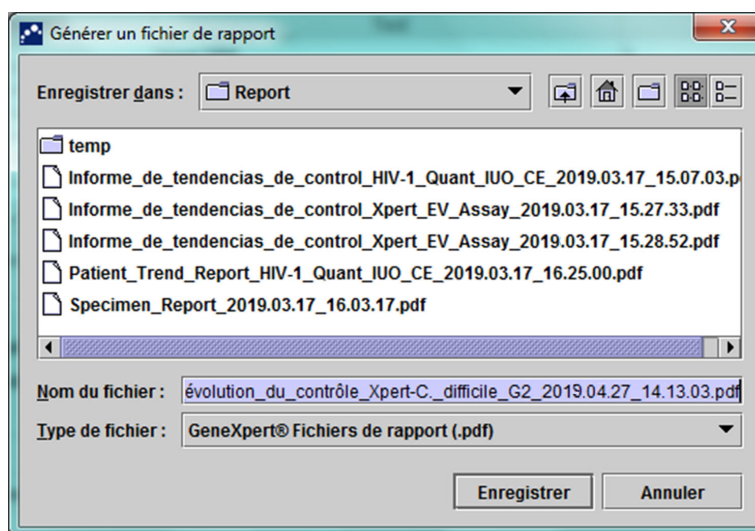 Générer un fichier de rapport
Enregistrer dans :
Report
temp
Informe_de_tendencias_de_control_HIV-1_Quant_IUO_CE_2019.03.17_15.07.03.p
Informe_de_tendencias_de_control_Xpert_EV_Assay_2019.03.17_15.27.33.pdf
Informe_de_tendencias_de_control_Xpert_EV_Assay_2019.03.17_15.28.52.pdf
Patient_Trend_Report_HIV-1_Quant_IUO_CE_2019.03.17_16.25.00.pdf
Specimen_Report_2019.03.17_16.03.17.pdf
Nom du fichier : évolution_du_contrôle_Xpert-C._difficile_G2_2019.04.27_14.13.03.pdf
Type de fichier : GeneXpert® Fichiers de rapport (.pdf)
Enregistrer Annuler